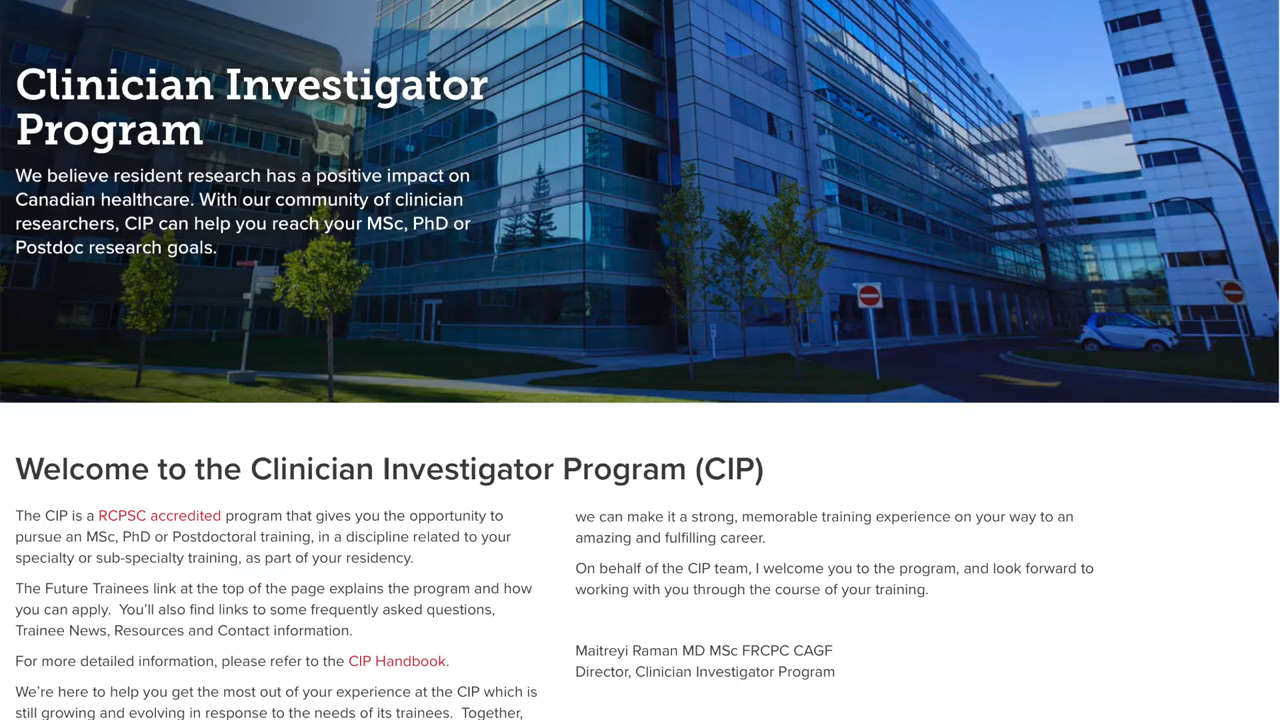 Clinician Investigator
Program
We believe resident research has a positive impact on
Canadian healthcare. With our community of clinician
researchers, CIP can help you reach your MSc, PhD or
Postdoc research goals.
Welcome to the Clinician Investigator Program (CIP)
The CIP is a RCPSC accredited program that gives you the opportunity to
pursue an MSc, PhD or Postdoctoral training, in a discipline related to your
specialty or sub-specialty training, as part of your residency.
The Future Trainees link at the top of the page explains the program and how
you can apply.  You’ll also find links to some frequently asked questions,
Trainee News, Resources and Contact information.
For more detailed information, please refer to the CIP Handbook.
We’re here to help you get the most out of your experience at the CIP which is
still growing and evolving in response to the needs of its trainees.  Together,
we can make it a strong, memorable training experience on your way to an
amazing and fulfilling career.
On behalf of the CIP team, I welcome you to the program, and look forward to
working with you through the course of your training.
Maitreyi Raman MD MSc FRCPC CAGF
Director, Clinician Investigator Program